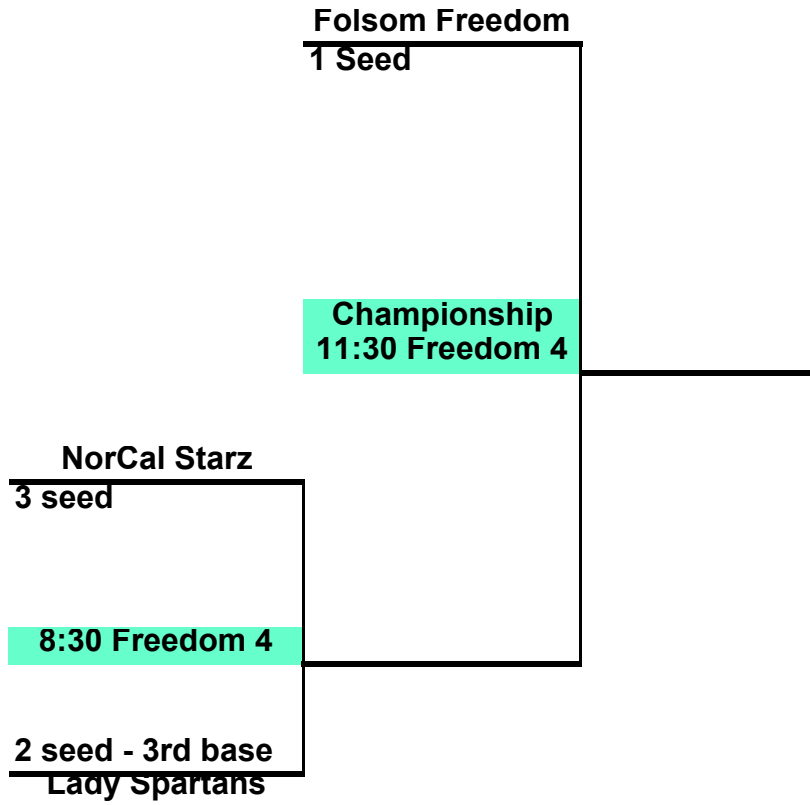 Folsom Freedom
1 Seed
Championship
11:30 Freedom 4
NorCal Starz
3 seed
8:30 Freedom 4
2 seed - 3rd base
Lady Spartans